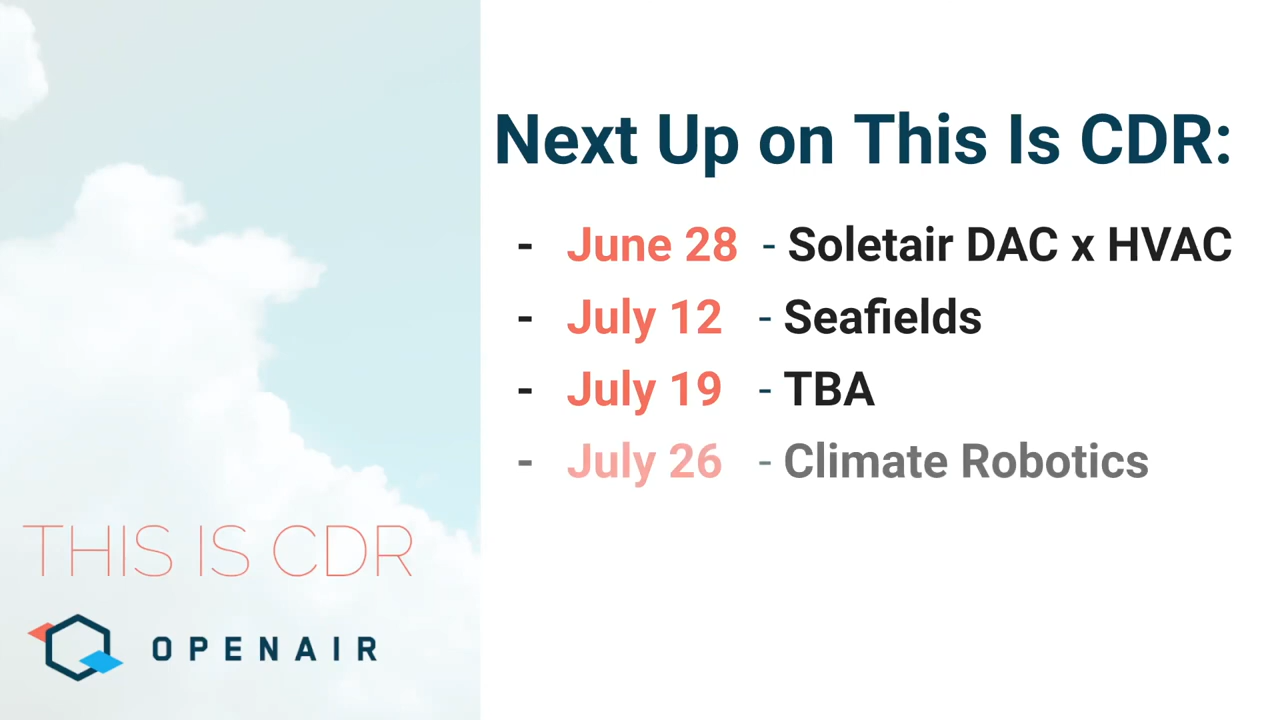 Next Up on This Is CDR:
- June 28 - Soletair DAC x HVAC
- July 12 - Seafields
- July 19 - TBA
- July 26 - Climate Robotics
THIS IS CDR
OPENAIR